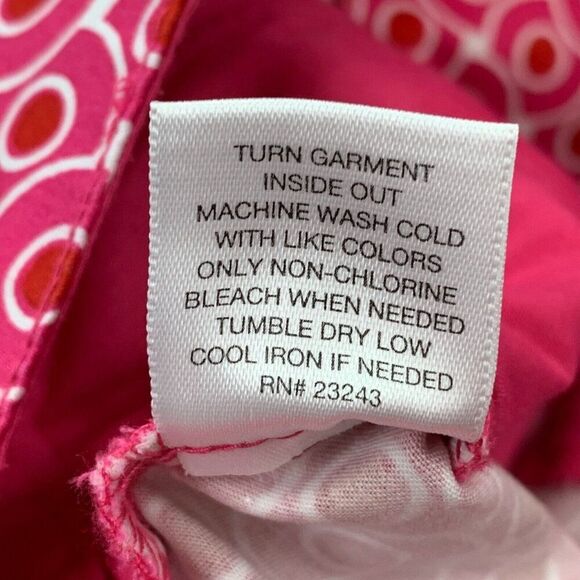 TURN GARMENT
INSIDE OUT
MACHINE WASH COLD
WITH LIKE COLORS
ONLY NON-CHLORINE
BLEACH WHEN NEEDED
TUMBLE DRY LOW
COOL IRON IF NEEDED
RN# 23243